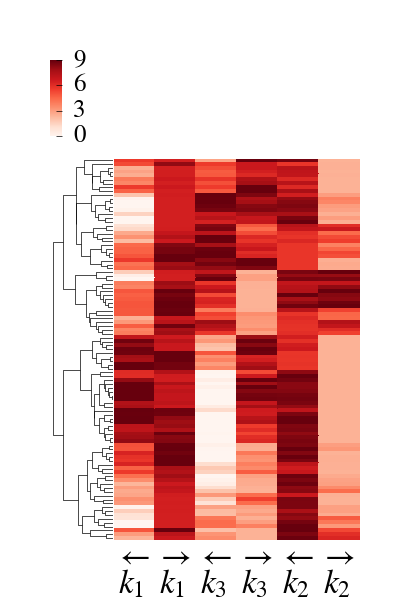 9
6
3
0
← → ← → ← →
k₁ k₁ k₃ k₃ k₂ k₂